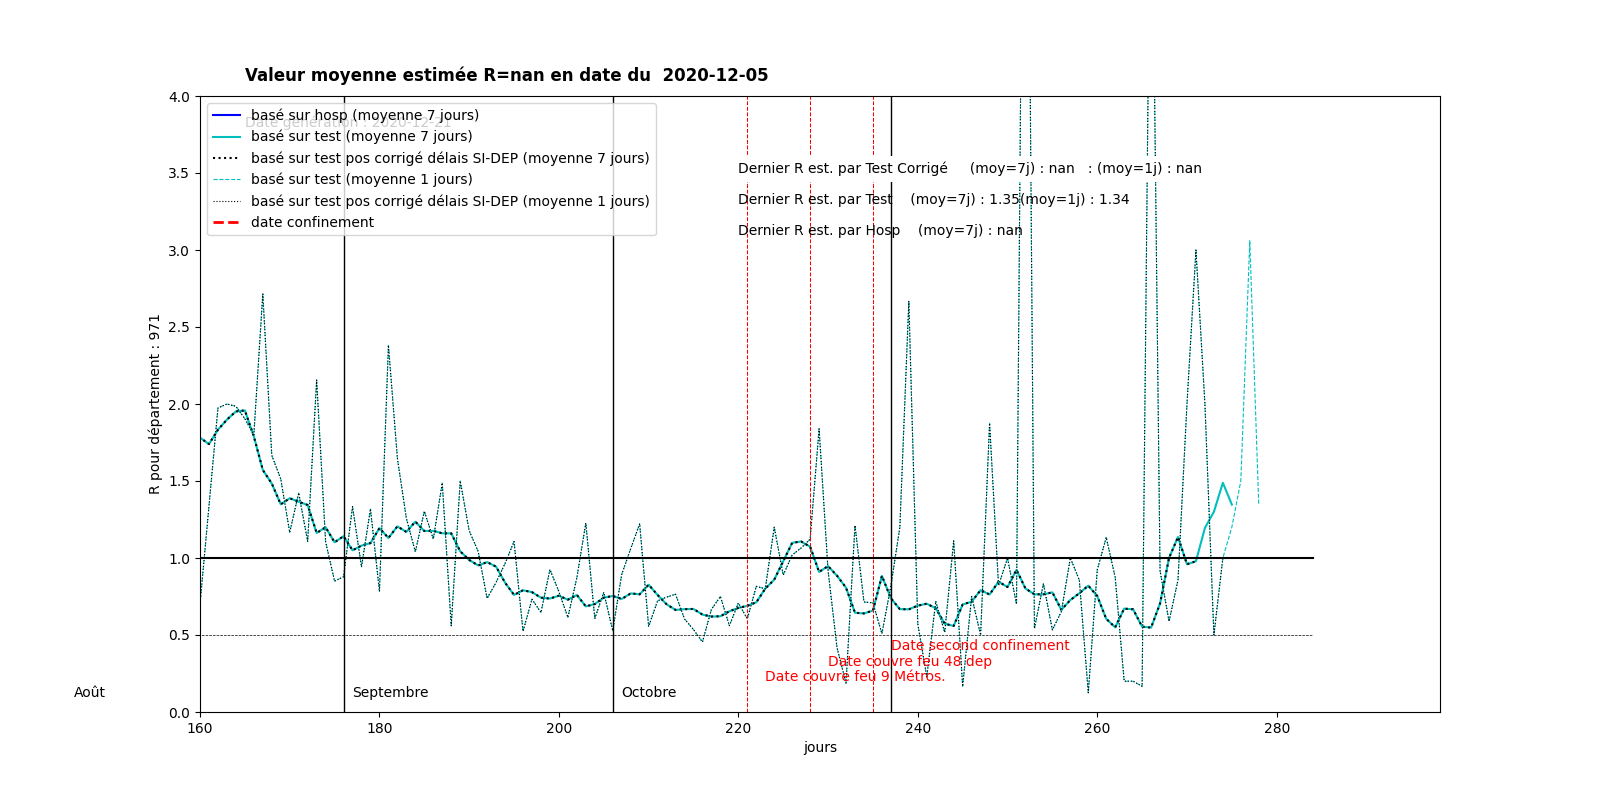 Valeur moyenne estimée R=nan en date du  2020-12-05
Date génération : 2020-12-21
basé sur hosp (moyenne 7 jours)
basé sur test (moyenne 7 jours)
basé sur test pos corrigé délais SI-DEP (moyenne 7 jours)
basé sur test (moyenne 1 jours)
basé sur test pos corrigé délais SI-DEP (moyenne 1 jours)
date confinement
Dernier R est. par Test Corrigé (moy=7j) : nan : (moy=1j) : nan
Dernier R est. par Test (moy=7j) : 1.35(moy=1j) : 1.34
Dernier R est. par Hosp (moy=7j) : nan
4.0
3.5
3.0
2.5
2.0
1.5
1.0
0.5
0.0
R pour département : 971
Date second confinement
Date couvre feu 48 dep
Date couvre feu 9 Métros.
Août
Septembre
Octobre
160 180 200 220 240 260 280
jours